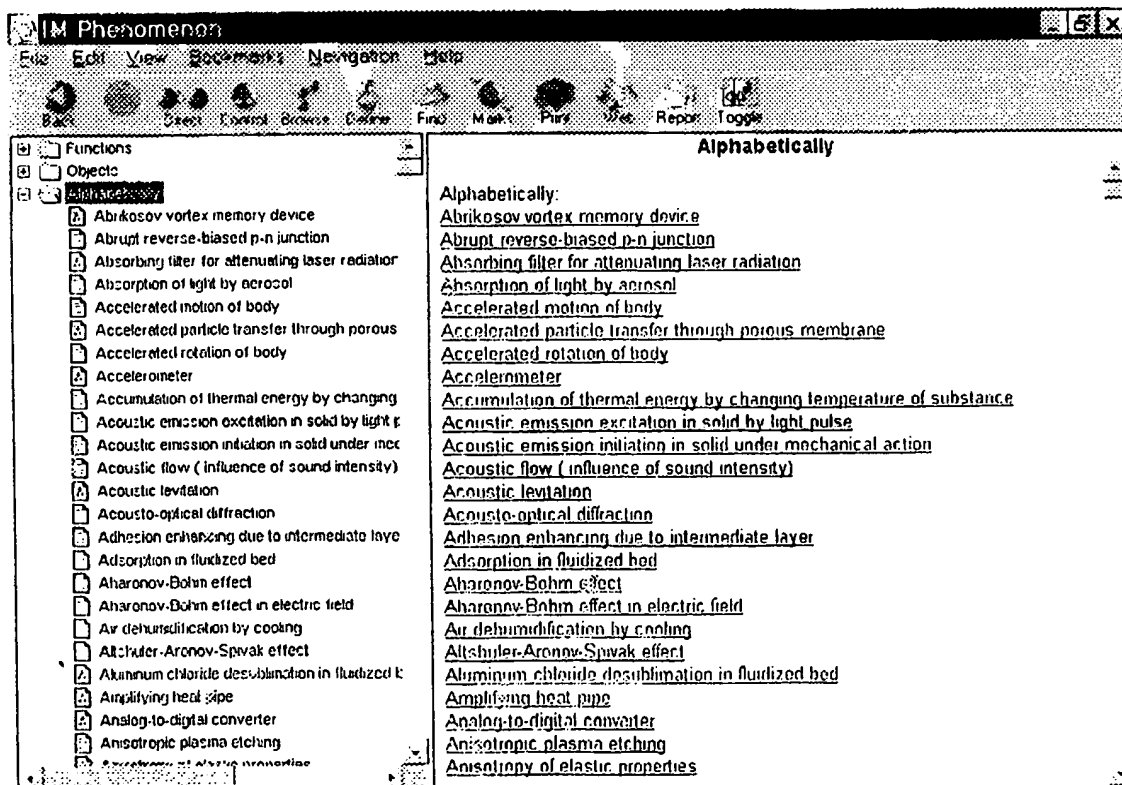 IM Phenomenon
File Edit View Bookmarks Navigation Help
Back Direct Control Browse Define Find Marks Print Web Report Toggle
Functions
Objects
Alphabetically
Abrikosov vortex memory device
Abrupt reverse-biased p-n junction
Absorbing filter for attenuating laser radiation
Absorption of light by aerosol
Accelerated motion of body
Accelerated particle transfer through porous
Accelerated rotation of body
Accelerometer
Accumulation of thermal energy by changing
Acoustic emission excitation in solid by light p
Acoustic emission initiation in solid under mec
Acoustic flow ( influence of sound intensity)
Acoustic levitation
Acousto-optical diffraction
Adhesion enhancing due to intermediate laye
Adsorption in fluidized bed
Aharonov-Bohm effect
Aharonov-Bohm effect in electric field
Air dehumidification by cooling
Altshuler-Aronov-Spivak effect
Aluminum chloride desublimation in fluidized b
Amplifying heat pipe
Analog-to-digital converter
Anisotropic plasma etching
Anisotropy of elastic properties
Alphabetically
Alphabetically:
Abrikosov vortex memory device
Abrupt reverse-biased p-n junction
Absorbing filter for attenuating laser radiation
Absorption of light by aerosol
Accelerated motion of body
Accelerated particle transfer through porous membrane
Accelerated rotation of body
Accelerometer
Accumulation of thermal energy by changing temperature of substance
Acoustic emission excitation in solid by light pulse
Acoustic emission initiation in solid under mechanical action
Acoustic flow ( influence of sound intensity)
Acoustic levitation
Acousto-optical diffraction
Adhesion enhancing due to intermediate layer
Adsorption in fluidized bed
Aharonov-Bohm effect
Aharonov-Bohm effect in electric field
Air dehumidification by cooling
Altshuler-Aronov-Spivak effect
Aluminum chloride desublimation in fluidized bed
Amplifying heat pipe
Analog-to-digital converter
Anisotropic plasma etching
Anisotropy of elastic properties